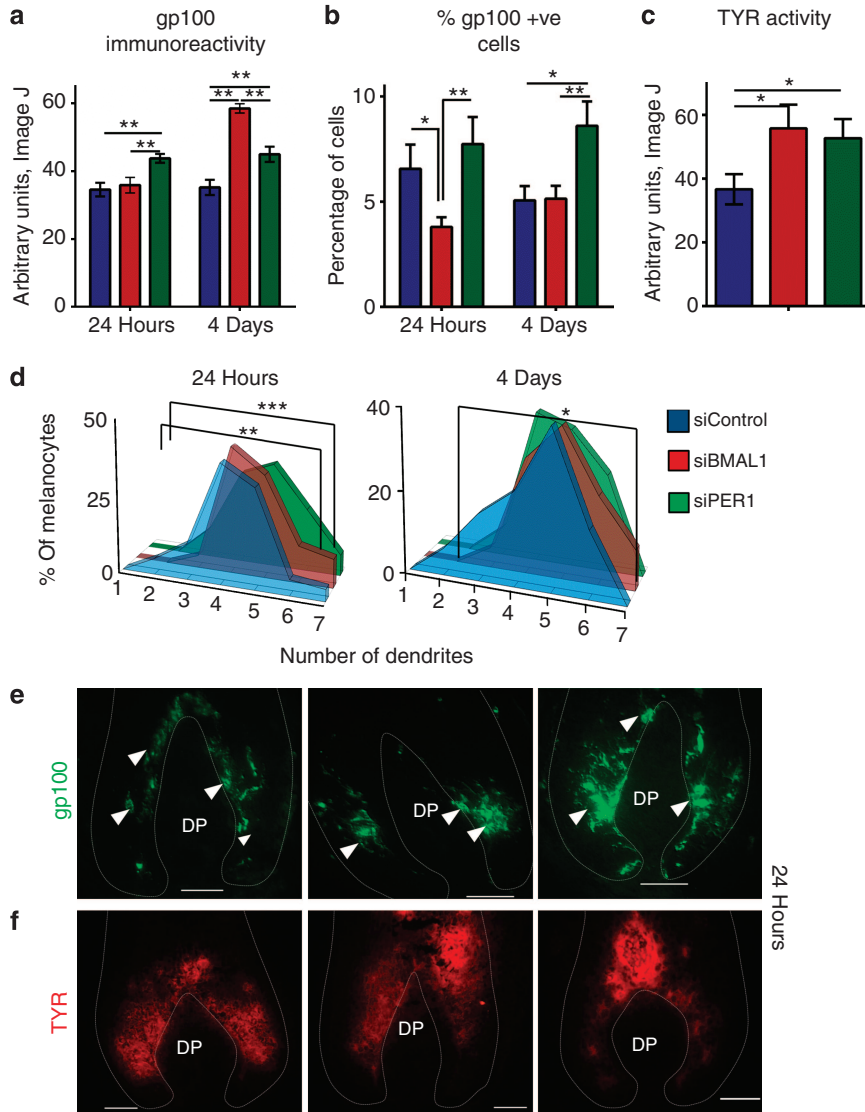 a
gp100
immunoreactivity
Arbitrary units, Image J
60
40
20
0
**
**
**
**
**
24 Hours
4 Days
b
% gp100 +ve
cells
Percentage of cells
10
5
0
*
**
*
**
24 Hours
4 Days
c
TYR activity
Arbitrary units, Image J
60
40
20
0
*
*
d
24 Hours
% Of melanocytes
50
25
0
***
**
1 2 3 4 5 6 7
4 Days
40
20
0
*
1 2 3 4 5 6 7
Number of dendrites
siControl
siBMAL1
siPER1
e
gp100
DP
DP
DP
24 Hours
f
TYR
DP
DP
DP